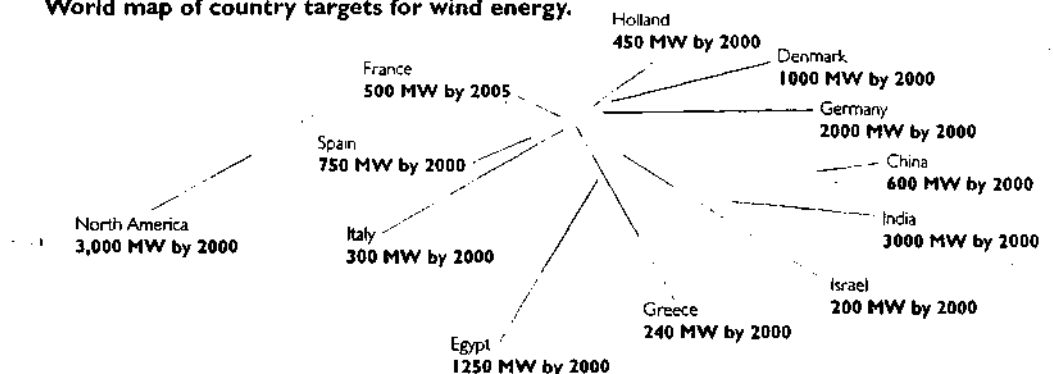 World map of country targets for wind energy.
Holland
450 MW by 2000
Denmark
1000 MW by 2000
France
500 MW by 2005
Germany
2000 MW by 2000
Spain
750 MW by 2000
China
600 MW by 2000
North America
3,000 MW by 2000
India
3000 MW by 2000
Italy
300 MW by 2000
Israel
200 MW by 2000
Greece
240 MW by 2000
Egypt
1250 MW by 2000